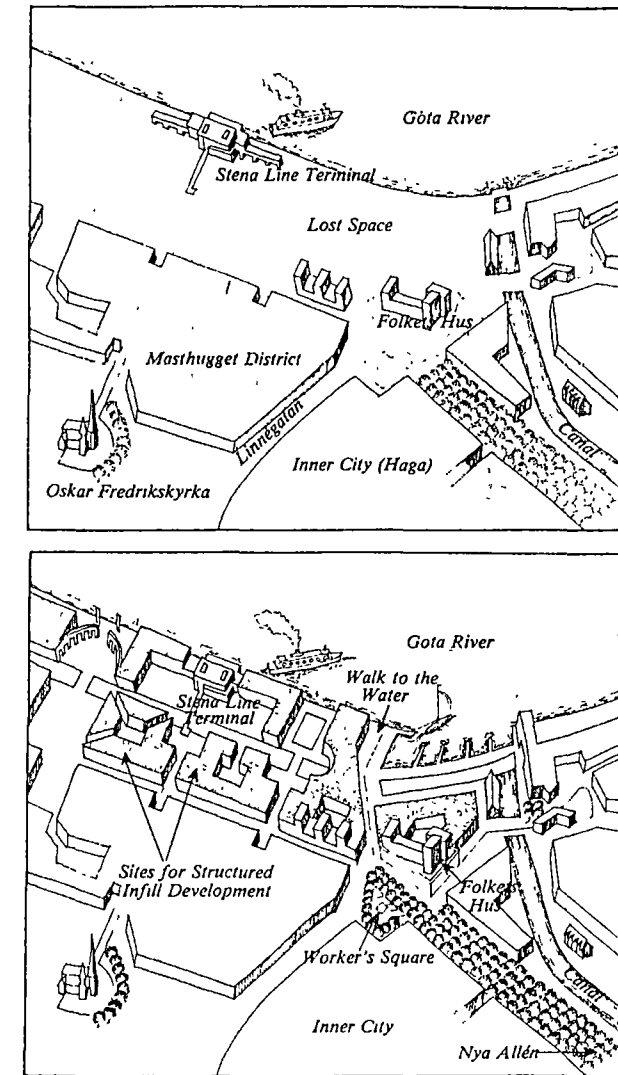 Göta River
Stena Line Terminal
Lost Space
Folkets Hus
Masthugget District
Linnégatan
Canal
Inner City (Haga)
Oskar Fredrikskyrka
Gota River
Walk to the
Water
Stena Line
Terminal
Sites for Structured
Infill Development
Folkets
Hus
Worker's Square
Canal
Inner City
Nya Allén